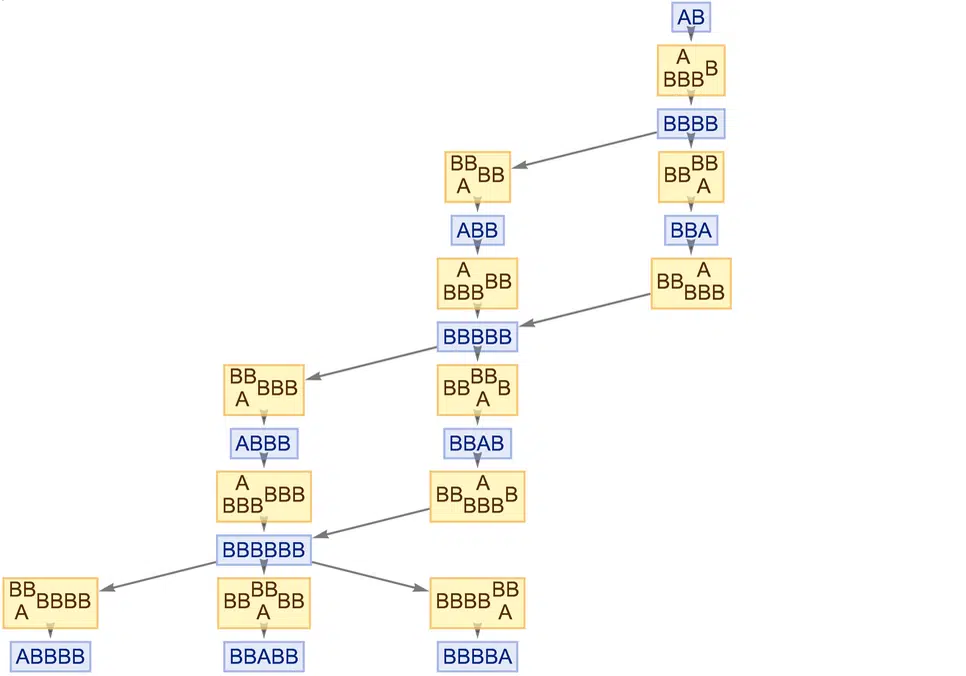 AB
A
BBB B
BBBB
BB
A BB
BB BB
A
ABB
BBA
A
BBB BB
BB A
BBB
BBBBB
BB
A BBB
BB BB B
A
ABBB
BBAB
A
BBB BBB
BB A B
BBB
BBBBBB
BB
A BBBB
BB BB BB
A
BBBB BB
A
ABBBB
BBABB
BBBBA